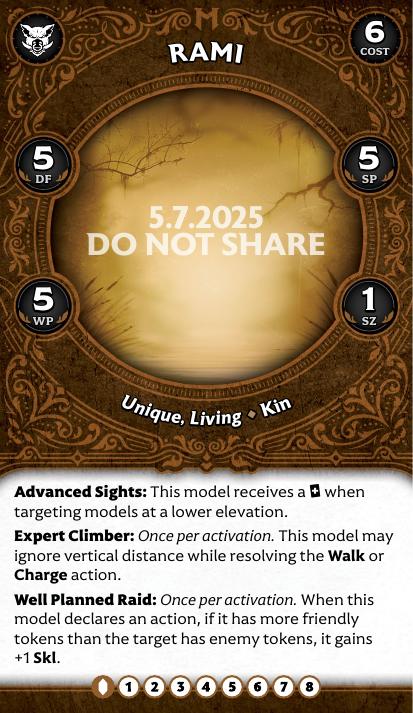 RAMI
6
COST
5
DF
5
SP
5.7.2025
DO NOT SHARE
5
WP
1
SZ
Unique, Living ◆ Kin
Advanced Sights: This model receives a 🃏 when
targeting models at a lower elevation.
Expert Climber: Once per activation. This model may
ignore vertical distance while resolving the Walk or
Charge action.
Well Planned Raid: Once per activation. When this
model declares an action, if it has more friendly
tokens than the target has enemy tokens, it gains
+1 Skl.
1 2 3 4 5 6 7 8